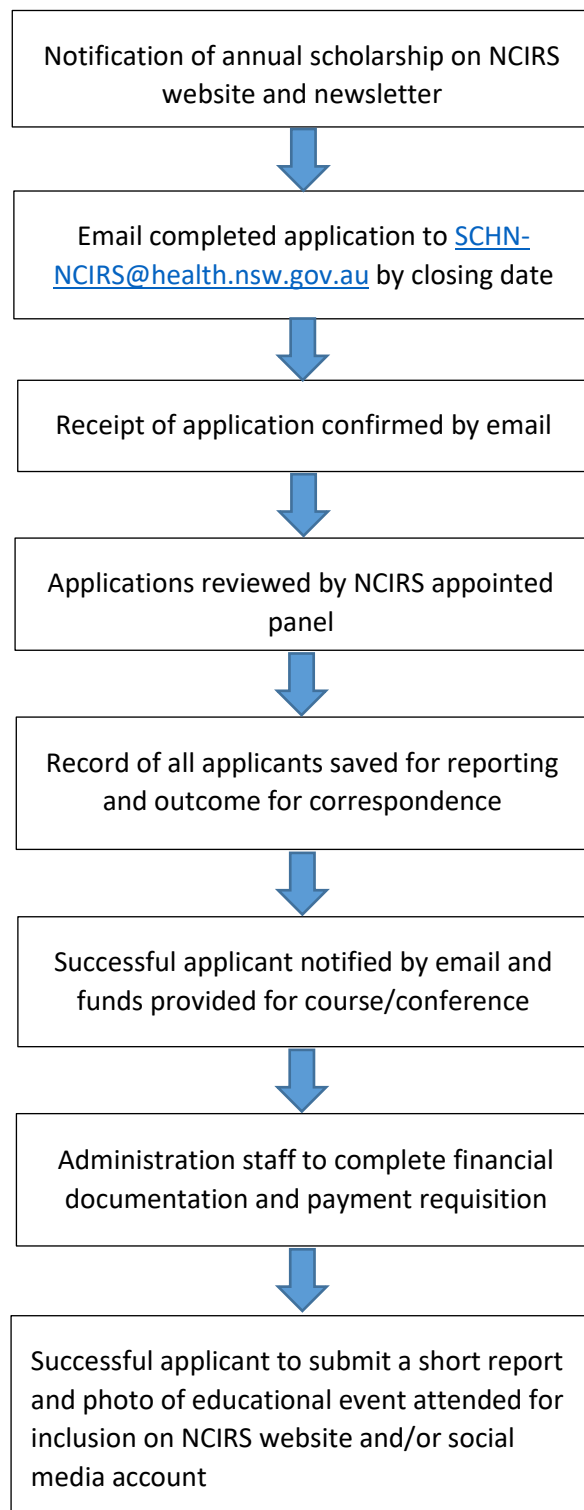 Notification of annual scholarship on NCIRS
website and newsletter
Email completed application to SCHN-
NCIRS@health.nsw.gov.au by closing date
Receipt of application confirmed by email
Applications reviewed by NCIRS appointed
panel
Record of all applicants saved for reporting
and outcome for correspondence
Successful applicant notified by email and
funds provided for course/conference
Administration staff to complete financial
documentation and payment requisition
Successful applicant to submit a short report
and photo of educational event attended for
inclusion on NCIRS website and/or social
media account